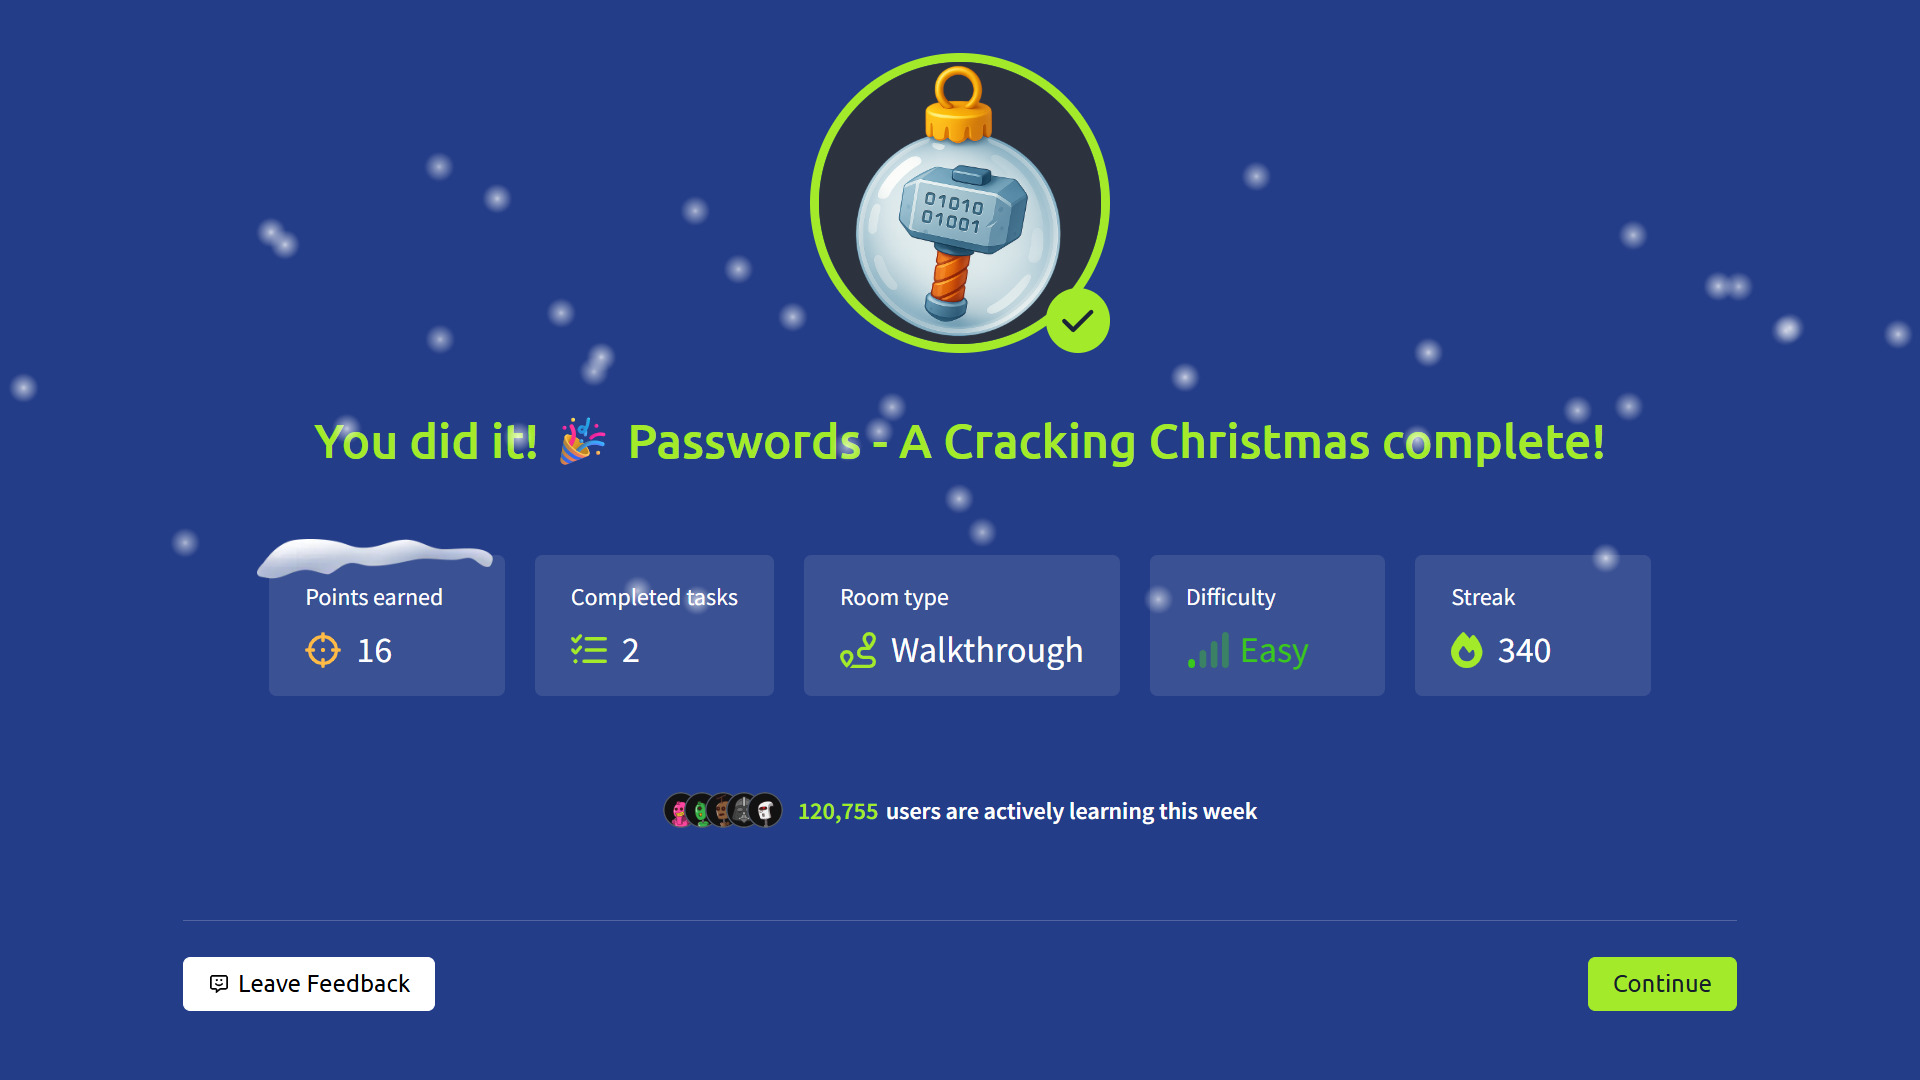 01010
01001
You did it! 🎉 Passwords - A Cracking Christmas complete!
Points earned
16
Completed tasks
2
Room type
Walkthrough
Difficulty
Easy
Streak
340
120,755 users are actively learning this week
Leave Feedback
Continue